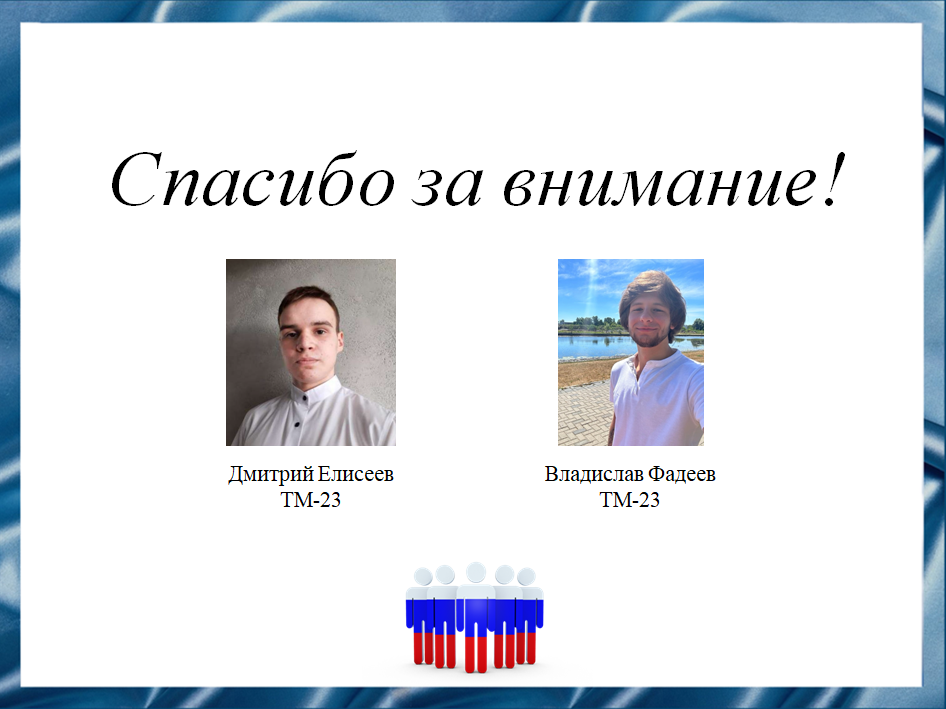 Спасибо за внимание!
Дмитрий Елисеев
ТМ-23
Владислав Фадеев
ТМ-23